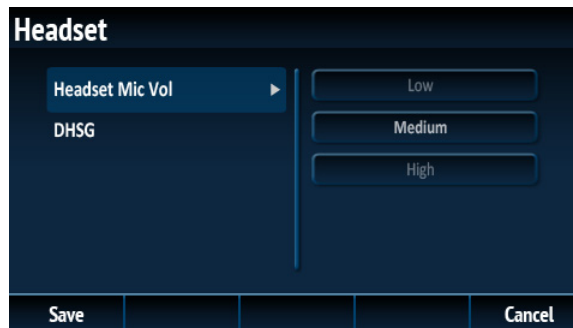 Headset
Headset Mic Vol
DHSG
Low
Medium
High
Save
Cancel